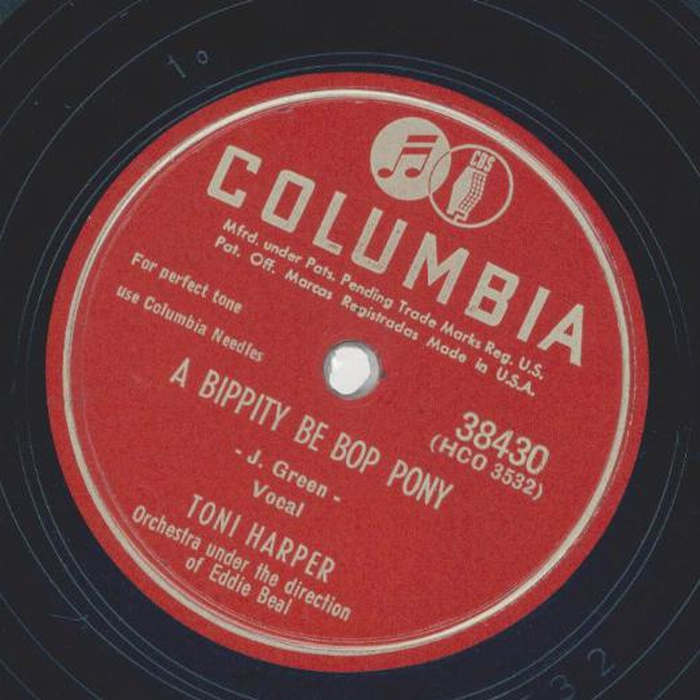 1o
CBS
COLUMBIA
Mfrd. under Pats. Pending Trade Marks Reg. U.S.
Pat. Off. Marcas Registradas Made in U.S.A.
For perfect tone
use Columbia Needles
A BIPPITY BE BOP PONY
38430
(HCO 3532)
- J. Green -
Vocal
TONI HARPER
Orchestra under the direction
of Eddie Beal
32